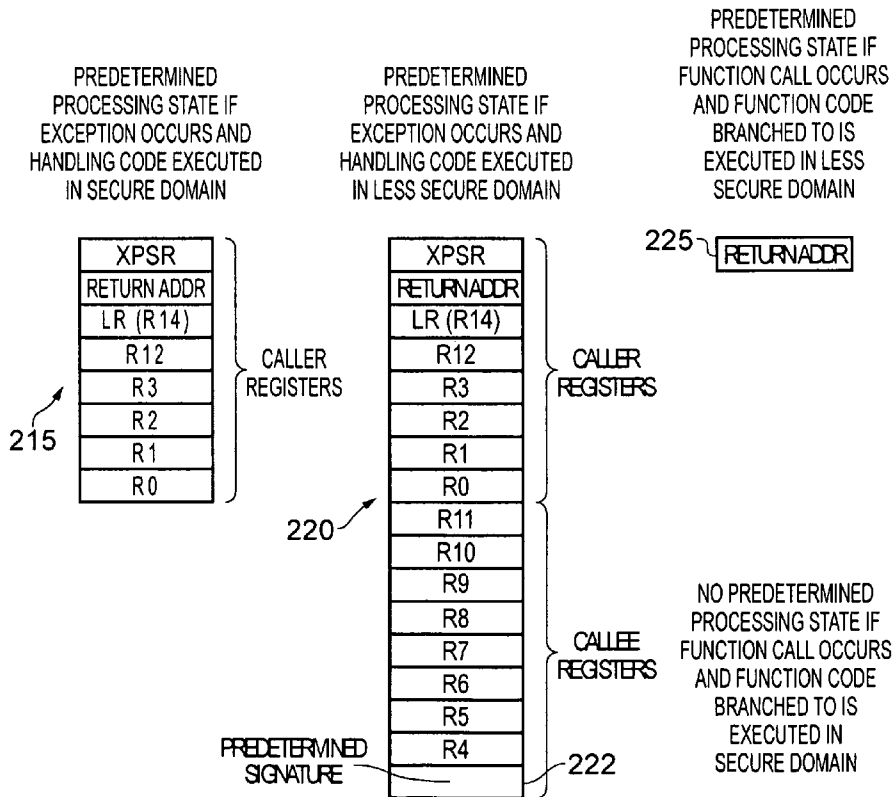 PREDETERMINED
PROCESSING STATE IF
EXCEPTION OCCURS AND
HANDLING CODE EXECUTED
IN SECURE DOMAIN
XPSR
RETURN ADDR
LR (R14)
R12
R3
R2
R1
R0
CALLER
REGISTERS
215
PREDETERMINED
PROCESSING STATE IF
EXCEPTION OCCURS AND
HANDLING CODE EXECUTED
IN LESS SECURE DOMAIN
XPSR
RETURN ADDR
LR (R14)
R12
R3
R2
R1
R0
R11
R10
R9
R8
R7
R6
R5
R4
CALLER
REGISTERS
220
CALLEE
REGISTERS
PREDETERMINED
SIGNATURE
222
PREDETERMINED
PROCESSING STATE IF
FUNCTION CALL OCCURS
AND FUNCTION CODE
BRANCHED TO IS
EXECUTED IN LESS
SECURE DOMAIN
225
RETURN ADDR
NO PREDETERMINED
PROCESSING STATE IF
FUNCTION CALL OCCURS
AND FUNCTION CODE
BRANCHED TO IS
EXECUTED IN
SECURE DOMAIN